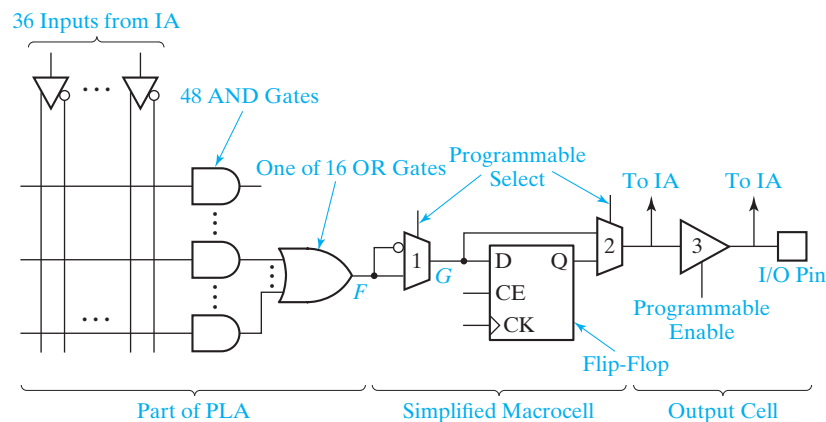 36 Inputs from IA
48 AND Gates
One of 16 OR Gates
Programmable
Select
To IA
To IA
1
2
3
F
G
D
Q
CE
CK
I/O Pin
Programmable
Enable
Flip-Flop
Part of PLA
Simplified Macrocell
Output Cell